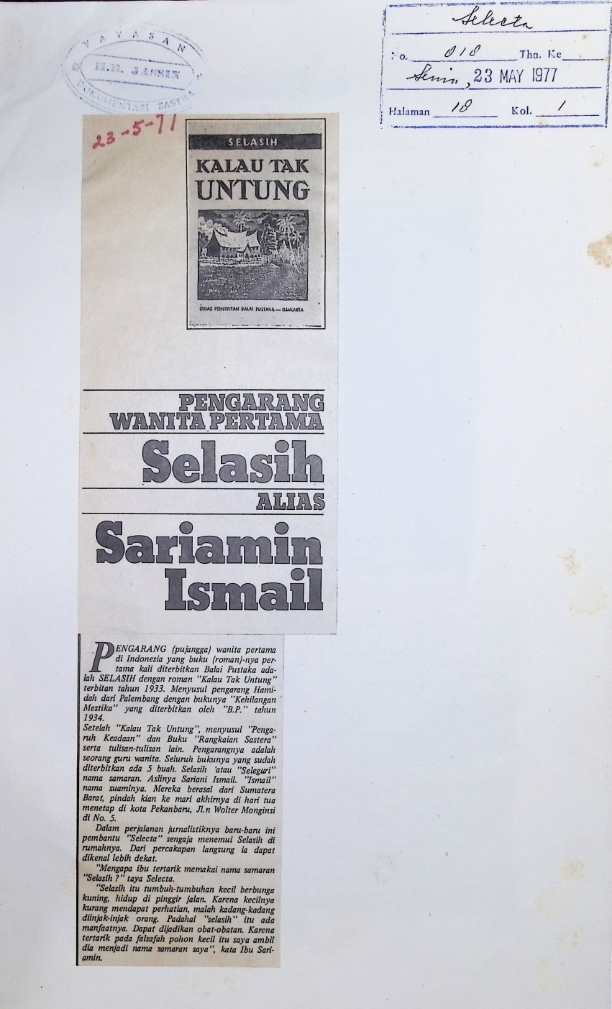 YAYASAN
H.B. JASSIN
DOKUMENTASI SASTRA
Selecta
No. 818 Thn. Ke
Senin, 23 MAY 1977
Halaman 18 Kol. 1
23-5-77
SELASIH
KALAU TAK
UNTUNG
DINAS PENERBITAN BALAI PUSTAKA — DJAKARTA
PENGARANG
WANITA PERTAMA
Selasih
ALIAS
Sariamin
Ismail
PENGARANG (pujangga) wanita pertama
di Indonesia yang buku (roman)-nya per-
tama kali diterbitkan Balai Pustaka ada-
lah SELASIH dengan roman "Kalau Tak Untung"
terbitan tahun 1933. Menyusul pengarang Hami-
dah dari Palembang dengan bukunya "Kehilangan
Mestika" yang diterbitkan oleh "B.P." tahun
1934.
Setelah "Kalau Tak Untung", menyusul "Penga-
ruh Keadaan" dan Buku "Rangkaian Sastera"
serta tulisan-tulisan lain. Pengarangnya adalah
seorang guru wanita. Seluruh bukunya yang sudah
diterbitkan ada 5 buah. Selasih atau "Seleguri"
nama samaran. Aslinya Sariani Ismail. "Ismail"
nama suaminya. Mereka berasal dari Sumatera
Barat, pindah kian ke mari akhirnya di hari tua
menetap di kota Pekanbaru, Jl.n Wolter Monginsi
di No. 5.
Dalam perjalanan jurnalistiknya baru-baru ini
pembantu "Selecta" sengaja menemui Selasih di
rumahnya. Dari percakapan langsung ia dapat
dikenal lebih dekat.
"Mengapa ibu tertarik memakai nama samaran
"Selasih ?" taya Selecta.
"Selasih itu tumbuh-tumbuhan kecil berbunga
kuning, hidup di pinggir jalan. Karena kecilnya
kurang mendapat perhatian, malah kadang-kadang
diinjak-injak orang. Padahal "selasih" itu ada
manfaatnya. Dapat dijadikan obat-obatan. Karena
tertarik pada falsafah pohon kecil itu saya ambil
dia menjadi nama samaran saya", kata Ibu Sari-
amin.